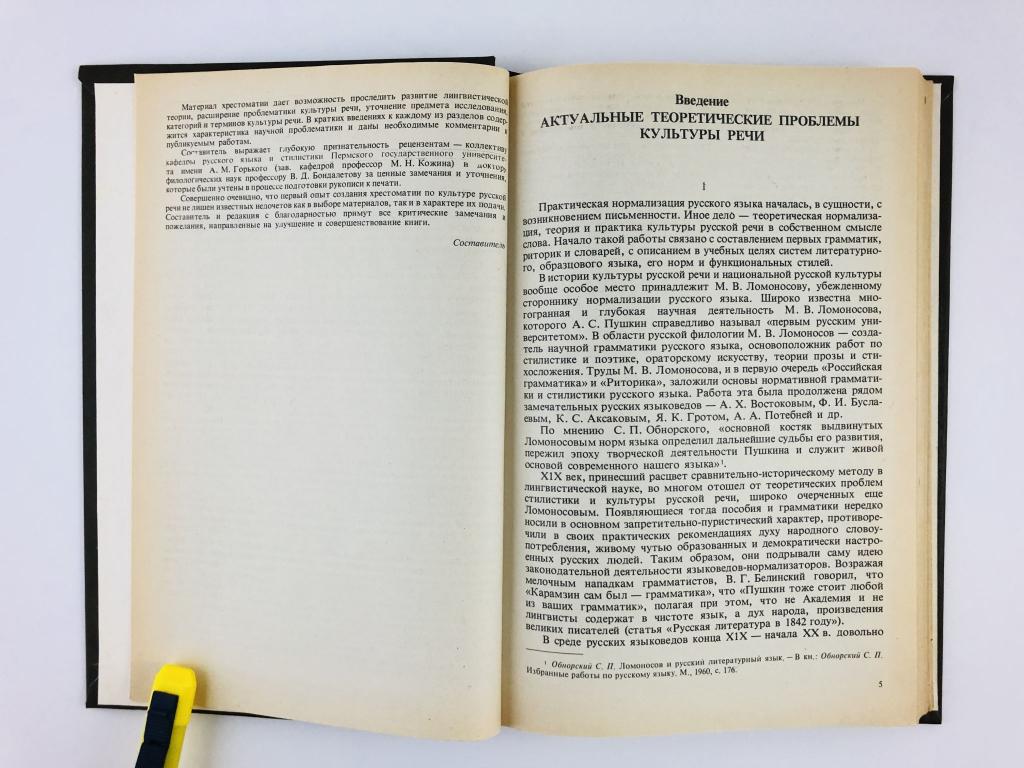 Материал хрестоматии дает возможность проследить развитие лингвистической
теории, расширение проблематики культуры речи, уточнение предмета исследования,
категорий и терминов культуры речи. В кратких введениях к каждому из разделов содер-
жится характеристика научной проблематики и даны необходимые комментарии к
публикуемым работам.
Составитель выражает глубокую признательность рецензентам — коллективу
кафедры русского языка и стилистики Пермского государственного университе-
та имени А. М. Горького (зав. кафедрой профессор М. Н. Кожина) и доктору
филологических наук профессору В. Д. Бондалетову за ценные замечания и уточнения,
которые были учтены в процессе подготовки рукописи к печати.
Совершенно очевидно, что первый опыт создания хрестоматии по культуре русской
речи не лишен известных недочетов как в выборе материалов, так и в характере их подачи.
Составитель и редакция с благодарностью примут все критические замечания и
пожелания, направленные на улучшение и совершенствование книги.
Составитель
Введение
АКТУАЛЬНЫЕ ТЕОРЕТИЧЕСКИЕ ПРОБЛЕМЫ
КУЛЬТУРЫ РЕЧИ
1
Практическая нормализация русского языка началась, в сущности, с
возникновением письменности. Иное дело — теоретическая нормализа-
ция, теория и практика культуры русской речи в собственном смысле
слова. Начало такой работы связано с составлением первых грамматик,
риторик и словарей, с описанием в учебных целях систем литературно-
го, образцового языка, его норм и функциональных стилей.
В истории культуры русской речи и национальной русской культуры
вообще особое место принадлежит М. В. Ломоносову, убежденному
стороннику нормализации русского языка. Широко известна мно-
гогранная и глубокая научная деятельность М. В. Ломоносова,
которого А. С. Пушкин справедливо называл «первым русским уни-
верситетом». В области русской филологии М. В. Ломоносов — созда-
тель научной грамматики русского языка, основоположник работ по
стилистике и поэтике, ораторскому искусству, теории прозы и сти-
хосложения. Труды М. В. Ломоносова, и в первую очередь «Российская
грамматика» и «Риторика», заложили основы нормативной граммати-
ки и стилистики русского языка. Работа эта была продолжена рядом
замечательных русских языковедов — А. Х. Востоковым, Ф. И. Бусла-
евым, К. С. Аксаковым, Я. К. Гротом, А. А. Потебней и др.
По мнению С. П. Обнорского, «основной костяк выдвинутых
Ломоносовым норм языка определил дальнейшие судьбы его развития,
пережил эпоху творческой деятельности Пушкина и служит живой
основой современного нашего языка»¹.
X1X век, принесший расцвет сравнительно-историческому методу в
лингвистической науке, во многом отошел от теоретических проблем
стилистики и культуры русской речи, широко очерченных еще
Ломоносовым. Появляющиеся тогда пособия и грамматики нередко
носили в основном запретительно-пуристический характер, противоре-
чили в своих практических рекомендациях духу народного словоу-
потребления, живому чутью образованных и демократически настро-
енных русских людей. Таким образом, они подрывали саму идею
законодательной деятельности языковедов-нормализаторов. Возражая
мелочным нападкам грамматистов, В. Г. Белинский говорил, что
«Карамзин сам был — грамматика», что «Пушкин тоже стоит любой
из ваших грамматик», полагая при этом, что не Академия и не
лингвисты содержат в чистоте язык, а дух народа, произведения
великих писателей (статья «Русская литература в 1842 году»).
В среде русских языковедов конца X1X — начала XX в. довольно
¹ Обнорский С. П. Ломоносов и русский литературный язык. — В кн.: Обнорский С. П.
Избранные работы по русскому языку. М., 1960, с. 176.
5